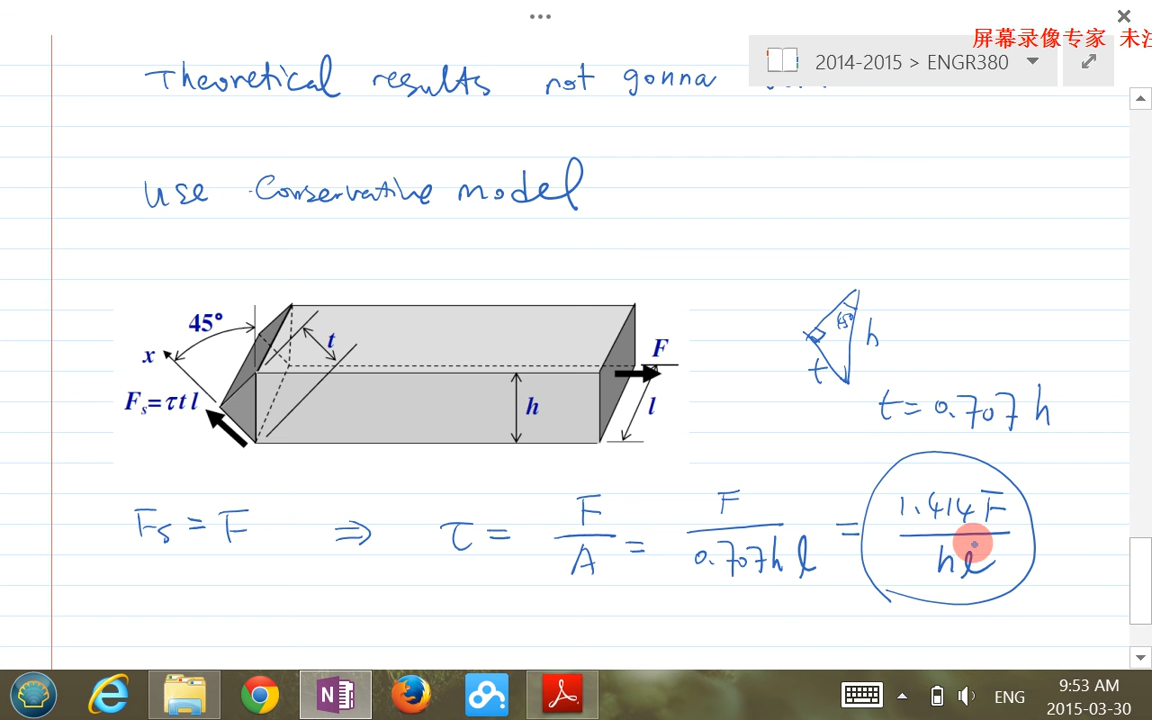 屏幕录像专家 未
2014-2015 > ENGR380
Theoretical results not gonna
Use Conservative model
45°
x
t
F
Fs=τtl
h
l
45°
h
t
t = 0.707 h
Fs = F ⇒ τ = F/A = F/0.707hl = 1.414F/hl
ENG
9:53 AM
2015-03-30